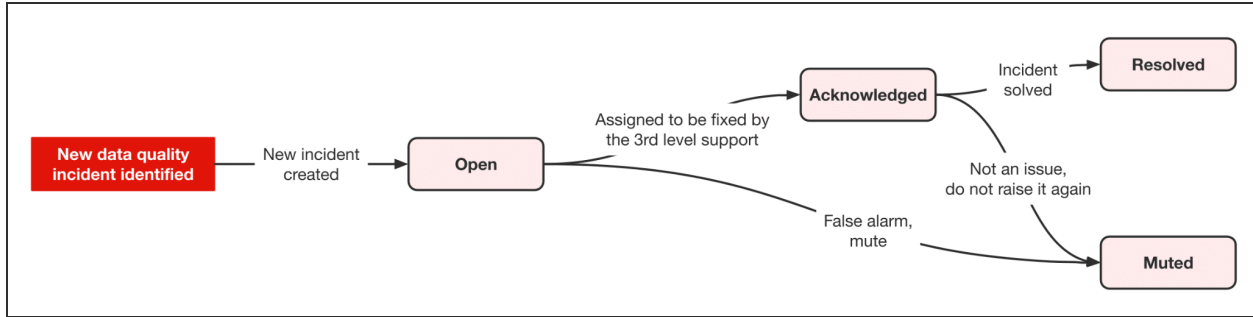 New data quality
incident identified
New incident
created
Open
Assigned to be fixed by
the 3rd level support
Acknowledged
Incident
solved
Resolved
Not an issue,
do not raise it again
False alarm,
mute
Muted